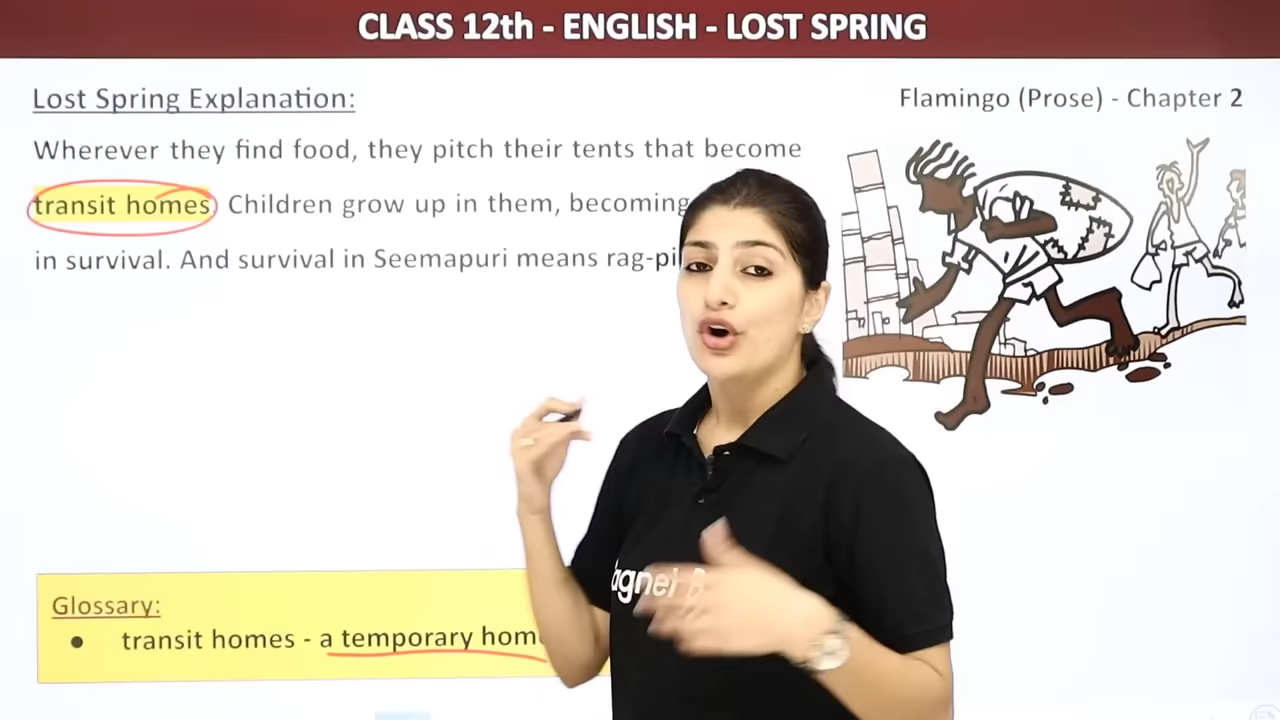 CLASS 12th - ENGLISH - LOST SPRING
Lost Spring Explanation:
Flamingo (Prose) - Chapter 2
Wherever they find food, they pitch their tents that become
transit homes. Children grow up in them, becoming
in survival. And survival in Seemapuri means rag-pi
Glossary:
● transit homes - a temporary hom
agnet B